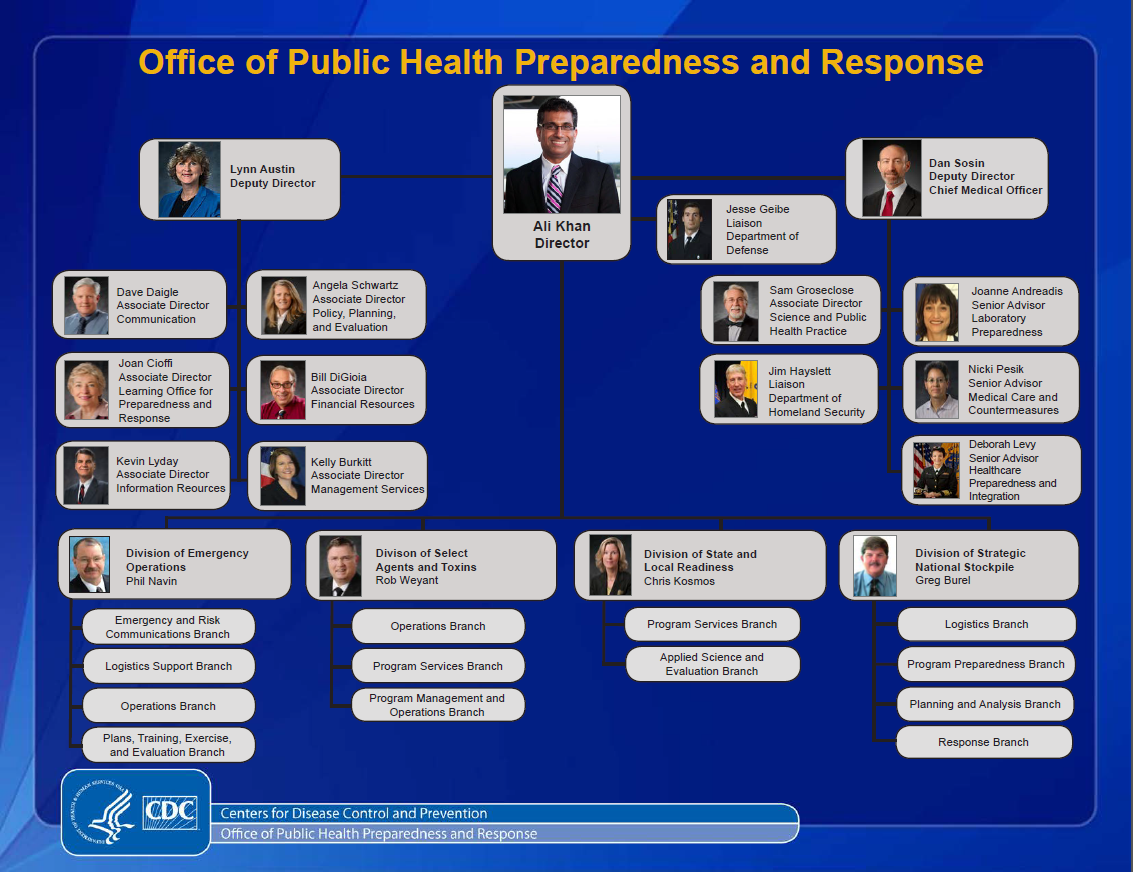 Office of Public Health Preparedness and Response
Ali Khan
Director
Lynn Austin
Deputy Director
Dan Sosin
Deputy Director
Chief Medical Officer
Jesse Geibe
Liaison
Department of
Defense
Dave Daigle
Associate Director
Communication
Angela Schwartz
Associate Director
Policy, Planning,
and Evaluation
Sam Groseclose
Associate Director
Science and Public
Health Practice
Joanne Andreadis
Senior Advisor
Laboratory
Preparedness
Joan Cioffi
Associate Director
Learning Office for
Preparedness and
Response
Bill DiGioia
Associate Director
Financial Resources
Jim Hayslett
Liaison
Department of
Homeland Security
Nicki Pesik
Senior Advisor
Medical Care and
Countermeasures
Kevin Lyday
Associate Director
Information Reources
Kelly Burkitt
Associate Director
Management Services
Deborah Levy
Senior Advisor
Healthcare
Preparedness and
Integration
Division of Emergency
Operations
Phil Navin
Emergency and Risk
Communications Branch
Logistics Support Branch
Operations Branch
Plans, Training, Exercise,
and Evaluation Branch
Divison of Select
Agents and Toxins
Rob Weyant
Operations Branch
Program Services Branch
Program Management and
Operations Branch
Division of State and
Local Readiness
Chris Kosmos
Program Services Branch
Applied Science and
Evaluation Branch
Division of Strategic
National Stockpile
Greg Burel
Logistics Branch
Program Preparedness Branch
Planning and Analysis Branch
Response Branch
CDC
Centers for Disease Control and Prevention
Office of Public Health Preparedness and Response